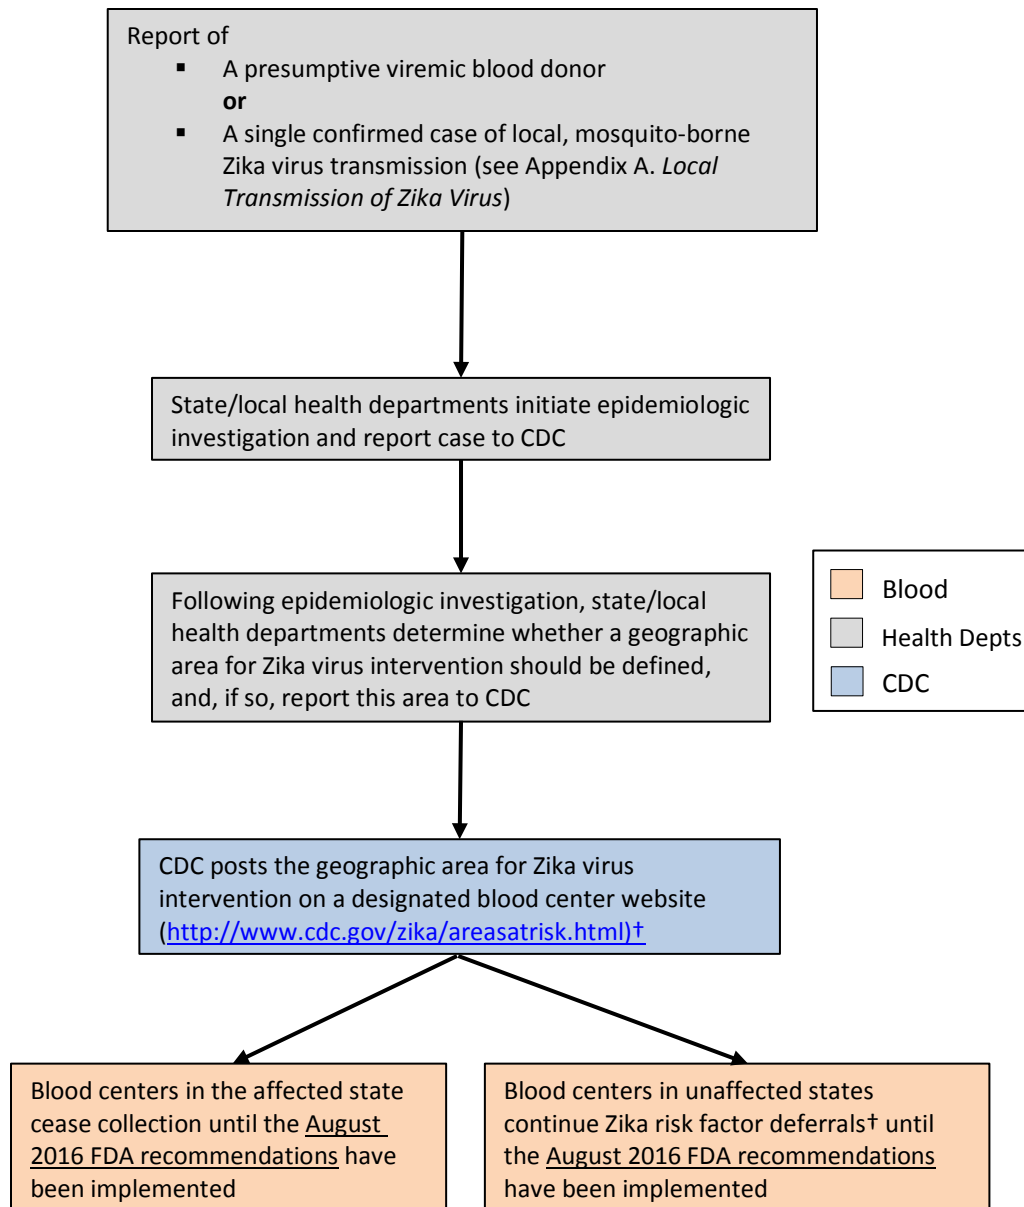 Report of
▪ A presumptive viremic blood donor
or
▪ A single confirmed case of local, mosquito-borne
Zika virus transmission (see Appendix A. Local
Transmission of Zika Virus)
State/local health departments initiate epidemiologic
investigation and report case to CDC
Following epidemiologic investigation, state/local
health departments determine whether a geographic
area for Zika virus intervention should be defined,
and, if so, report this area to CDC
Blood
Health Depts
CDC
CDC posts the geographic area for Zika virus
intervention on a designated blood center website
(http://www.cdc.gov/zika/areasatrisk.html)†
Blood centers in the affected state
cease collection until the August
2016 FDA recommendations have
been implemented
Blood centers in unaffected states
continue Zika risk factor deferrals† until
the August 2016 FDA recommendations
have been implemented